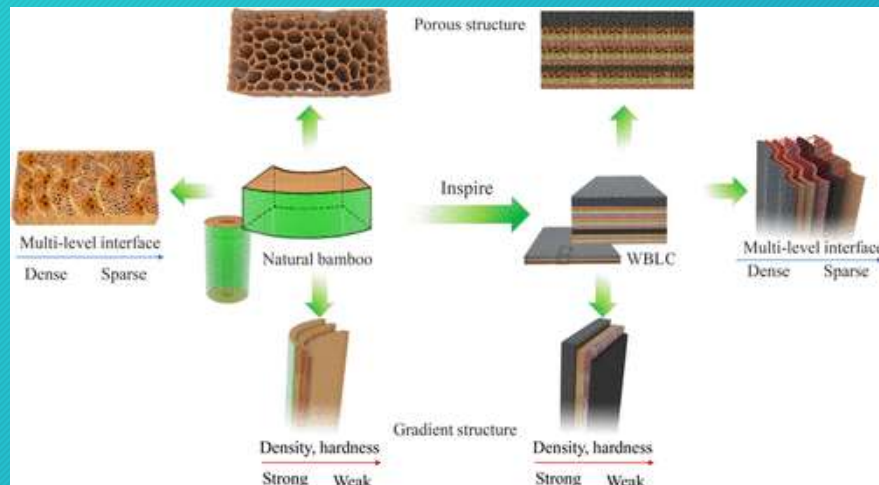 Porous structure
Inspire
Multi-level interface
Dense Sparse
Natural bamboo
WBLC
Multi-level interface
Dense Sparse
Gradient structure
Density, hardness
Strong Weak
Density, hardness
Strong Weak